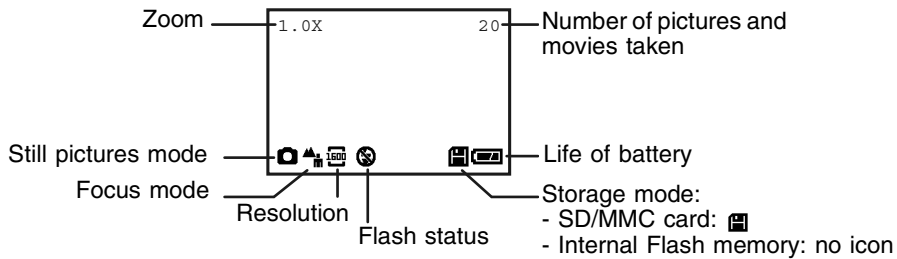 Zoom
1.0X
20
Number of pictures and
movies taken
Still pictures mode
1600
Life of battery
Focus mode
Resolution
Flash status
Storage mode:
- SD/MMC card:
- Internal Flash memory: no icon